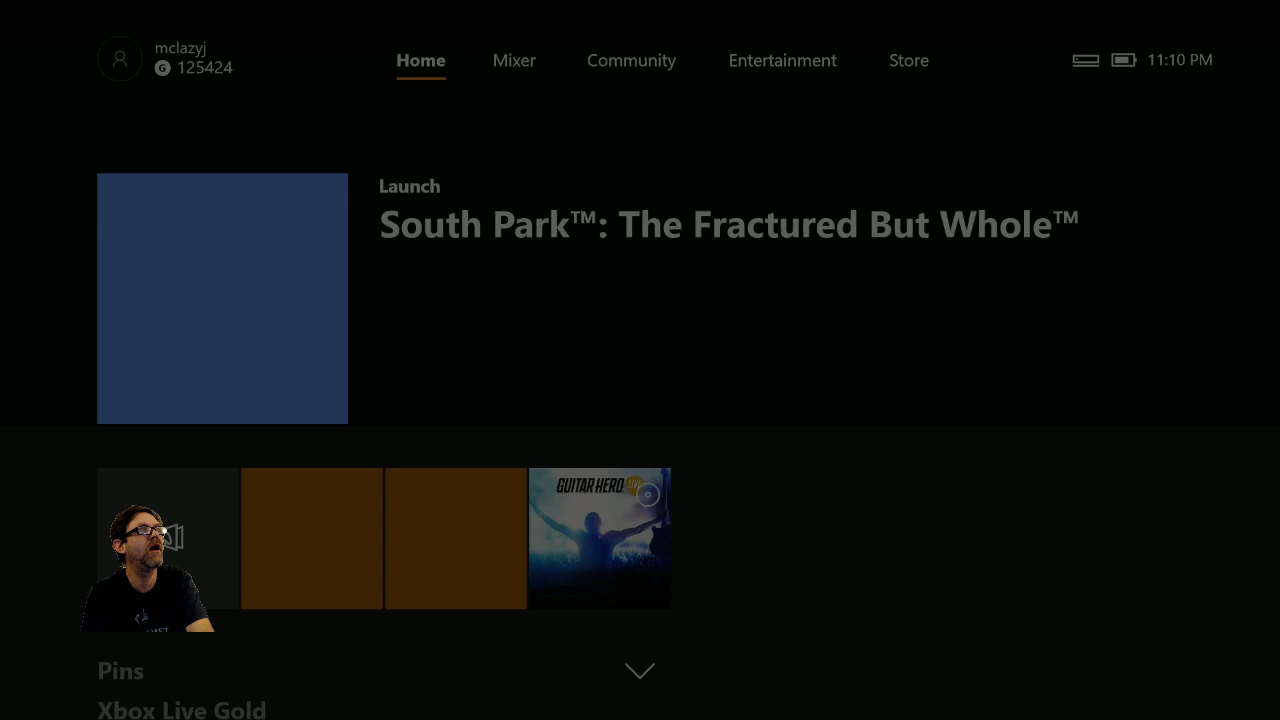 mclazyj
G 125424
Home Mixer Community Entertainment Store
11:10 PM
Launch
South Park™: The Fractured But Whole™
GUITAR HERO LIVE
Pins
Xbox Live Gold